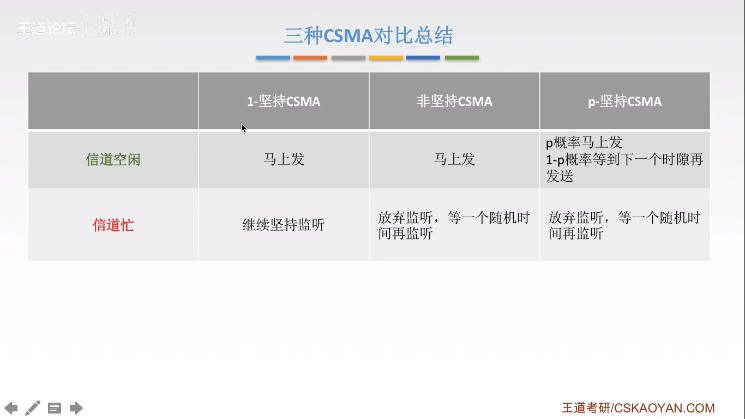 王道论坛
三种CSMA对比总结
1-坚持CSMA
非坚持CSMA
p-坚持CSMA
信道空闲
马上发
马上发
p概率马上发
1-p概率等到下一个时隙再
发送
信道忙
继续坚持监听
放弃监听，等一个随机时
间再监听
放弃监听，等一个随机时
间再监听
王道考研/CSKAOYAN.COM